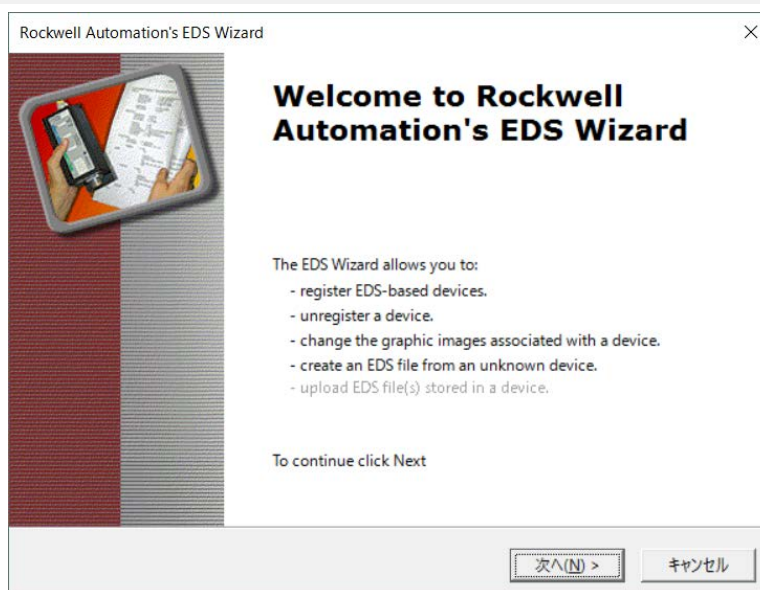 Rockwell Automation's EDS Wizard
Welcome to Rockwell
Automation's EDS Wizard
The EDS Wizard allows you to:
- register EDS-based devices.
- unregister a device.
- change the graphic images associated with a device.
- create an EDS file from an unknown device.
- upload EDS file(s) stored in a device.
To continue click Next
次へ(N) >
キャンセル